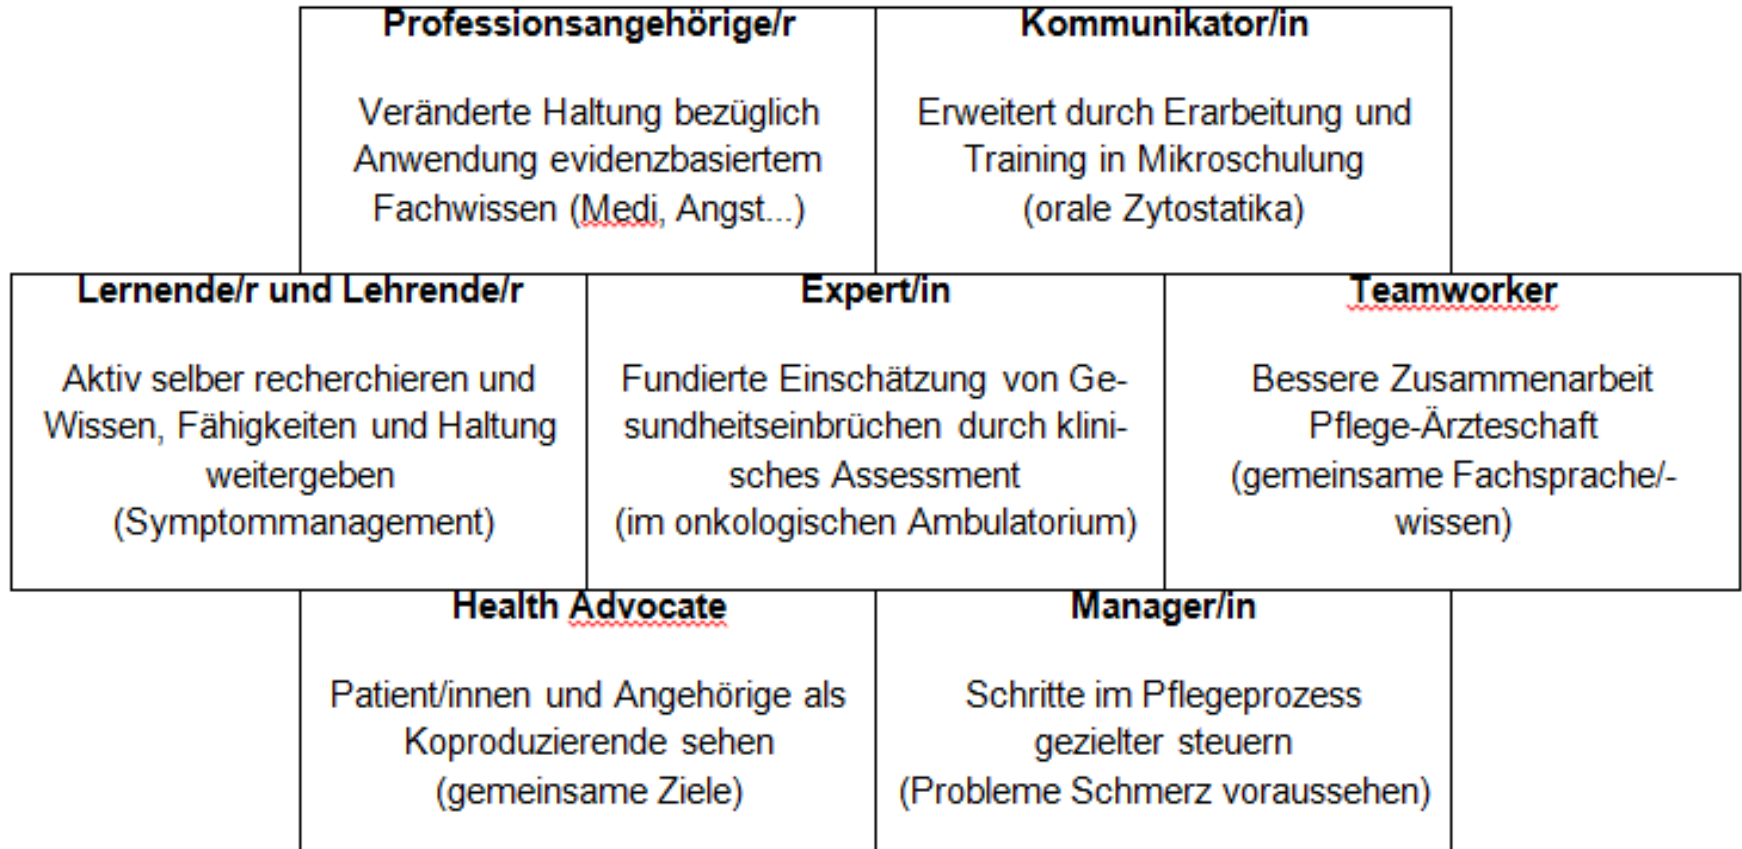 Professionsangehörige/r
Veränderte Haltung bezüglich
Anwendung evidenzbasiertem
Fachwissen (Medi, Angst...)
Kommunikator/in
Erweitert durch Erarbeitung und
Training in Mikroschulung
(orale Zytostatika)
Lernende/r und Lehrende/r
Aktiv selber recherchieren und
Wissen, Fähigkeiten und Haltung
weitergeben
(Symptommanagement)
Expert/in
Fundierte Einschätzung von Ge-
sundheitseinbrüchen durch klini-
sches Assessment
(im onkologischen Ambulatorium)
Teamworker
Bessere Zusammenarbeit
Pflege-Ärzteschaft
(gemeinsame Fachsprache/-
wissen)
Health Advocate
Patient/innen und Angehörige als
Koproduzierende sehen
(gemeinsame Ziele)
Manager/in
Schritte im Pflegeprozess
gezielter steuern
(Probleme Schmerz voraussehen)